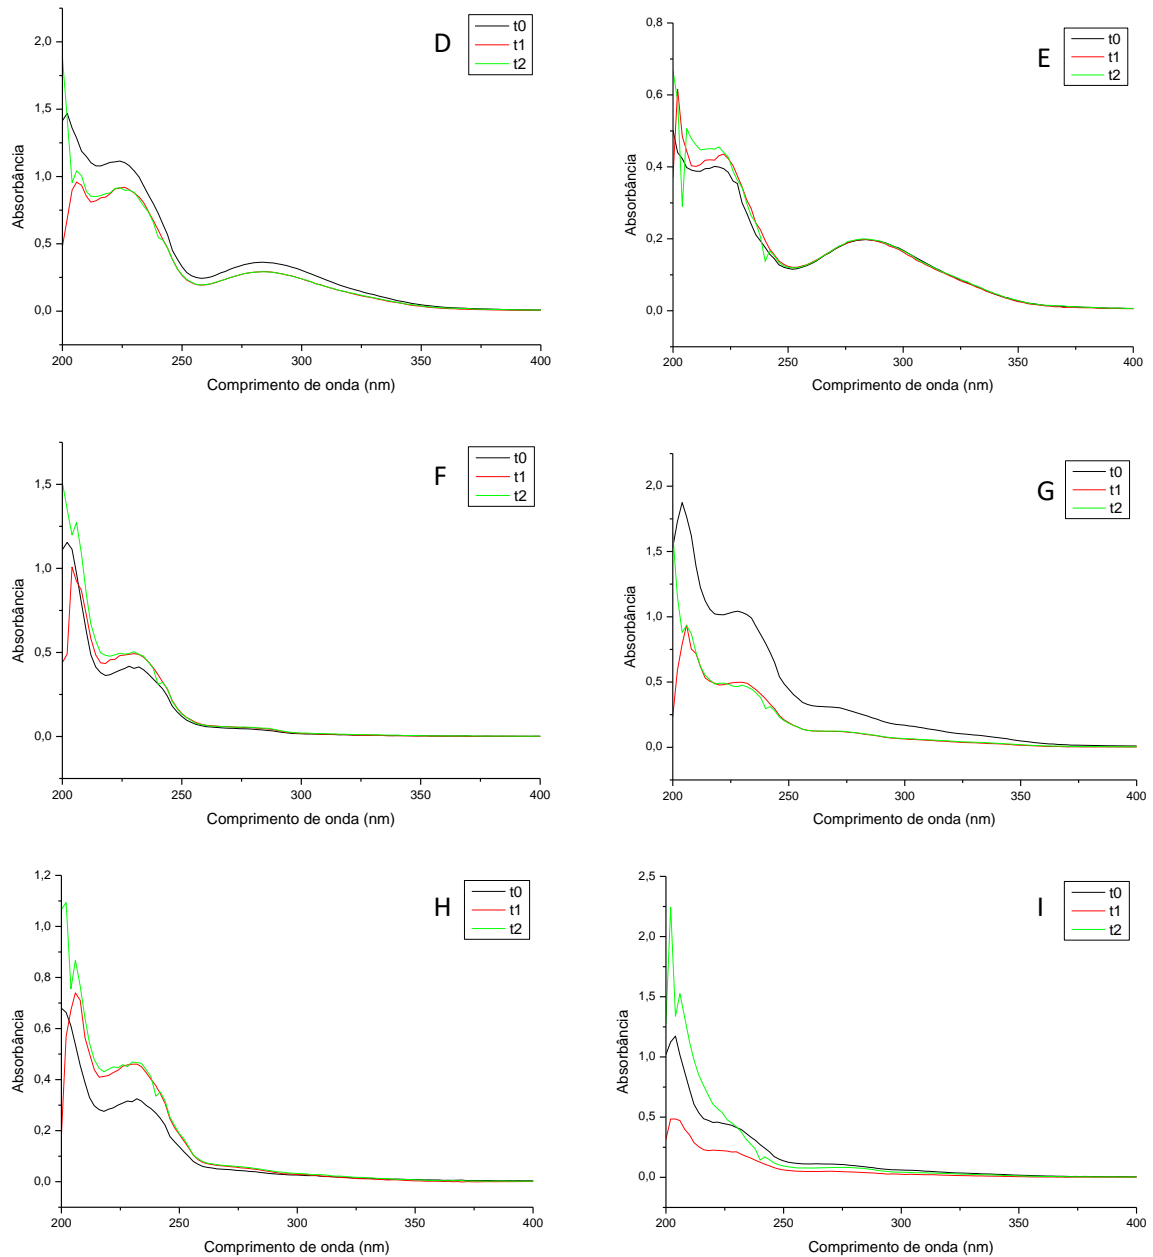 D
t0
t1
t2
2,0
1,5
1,0
0,5
0,0
Absorbância
200 250 300 350 400
Comprimento de onda (nm)
E
t0
t1
t2
0,8
0,6
0,4
0,2
0,0
Absorbância
200 250 300 350 400
Comprimento de onda (nm)
F
t0
t1
t2
1,5
1,0
0,5
0,0
Absorbância
200 250 300 350 400
Comprimento de onda (nm)
G
t0
t1
t2
2,0
1,5
1,0
0,5
0,0
Absorbância
200 250 300 350 400
Comprimento de onda (nm)
H
t0
t1
t2
1,2
1,0
0,8
0,6
0,4
0,2
0,0
Absorbância
200 250 300 350 400
Comprimento de onda (nm)
I
t0
t1
t2
2,5
2,0
1,5
1,0
0,5
0,0
Absorbância
200 250 300 350 400
Comprimento de onda (nm)